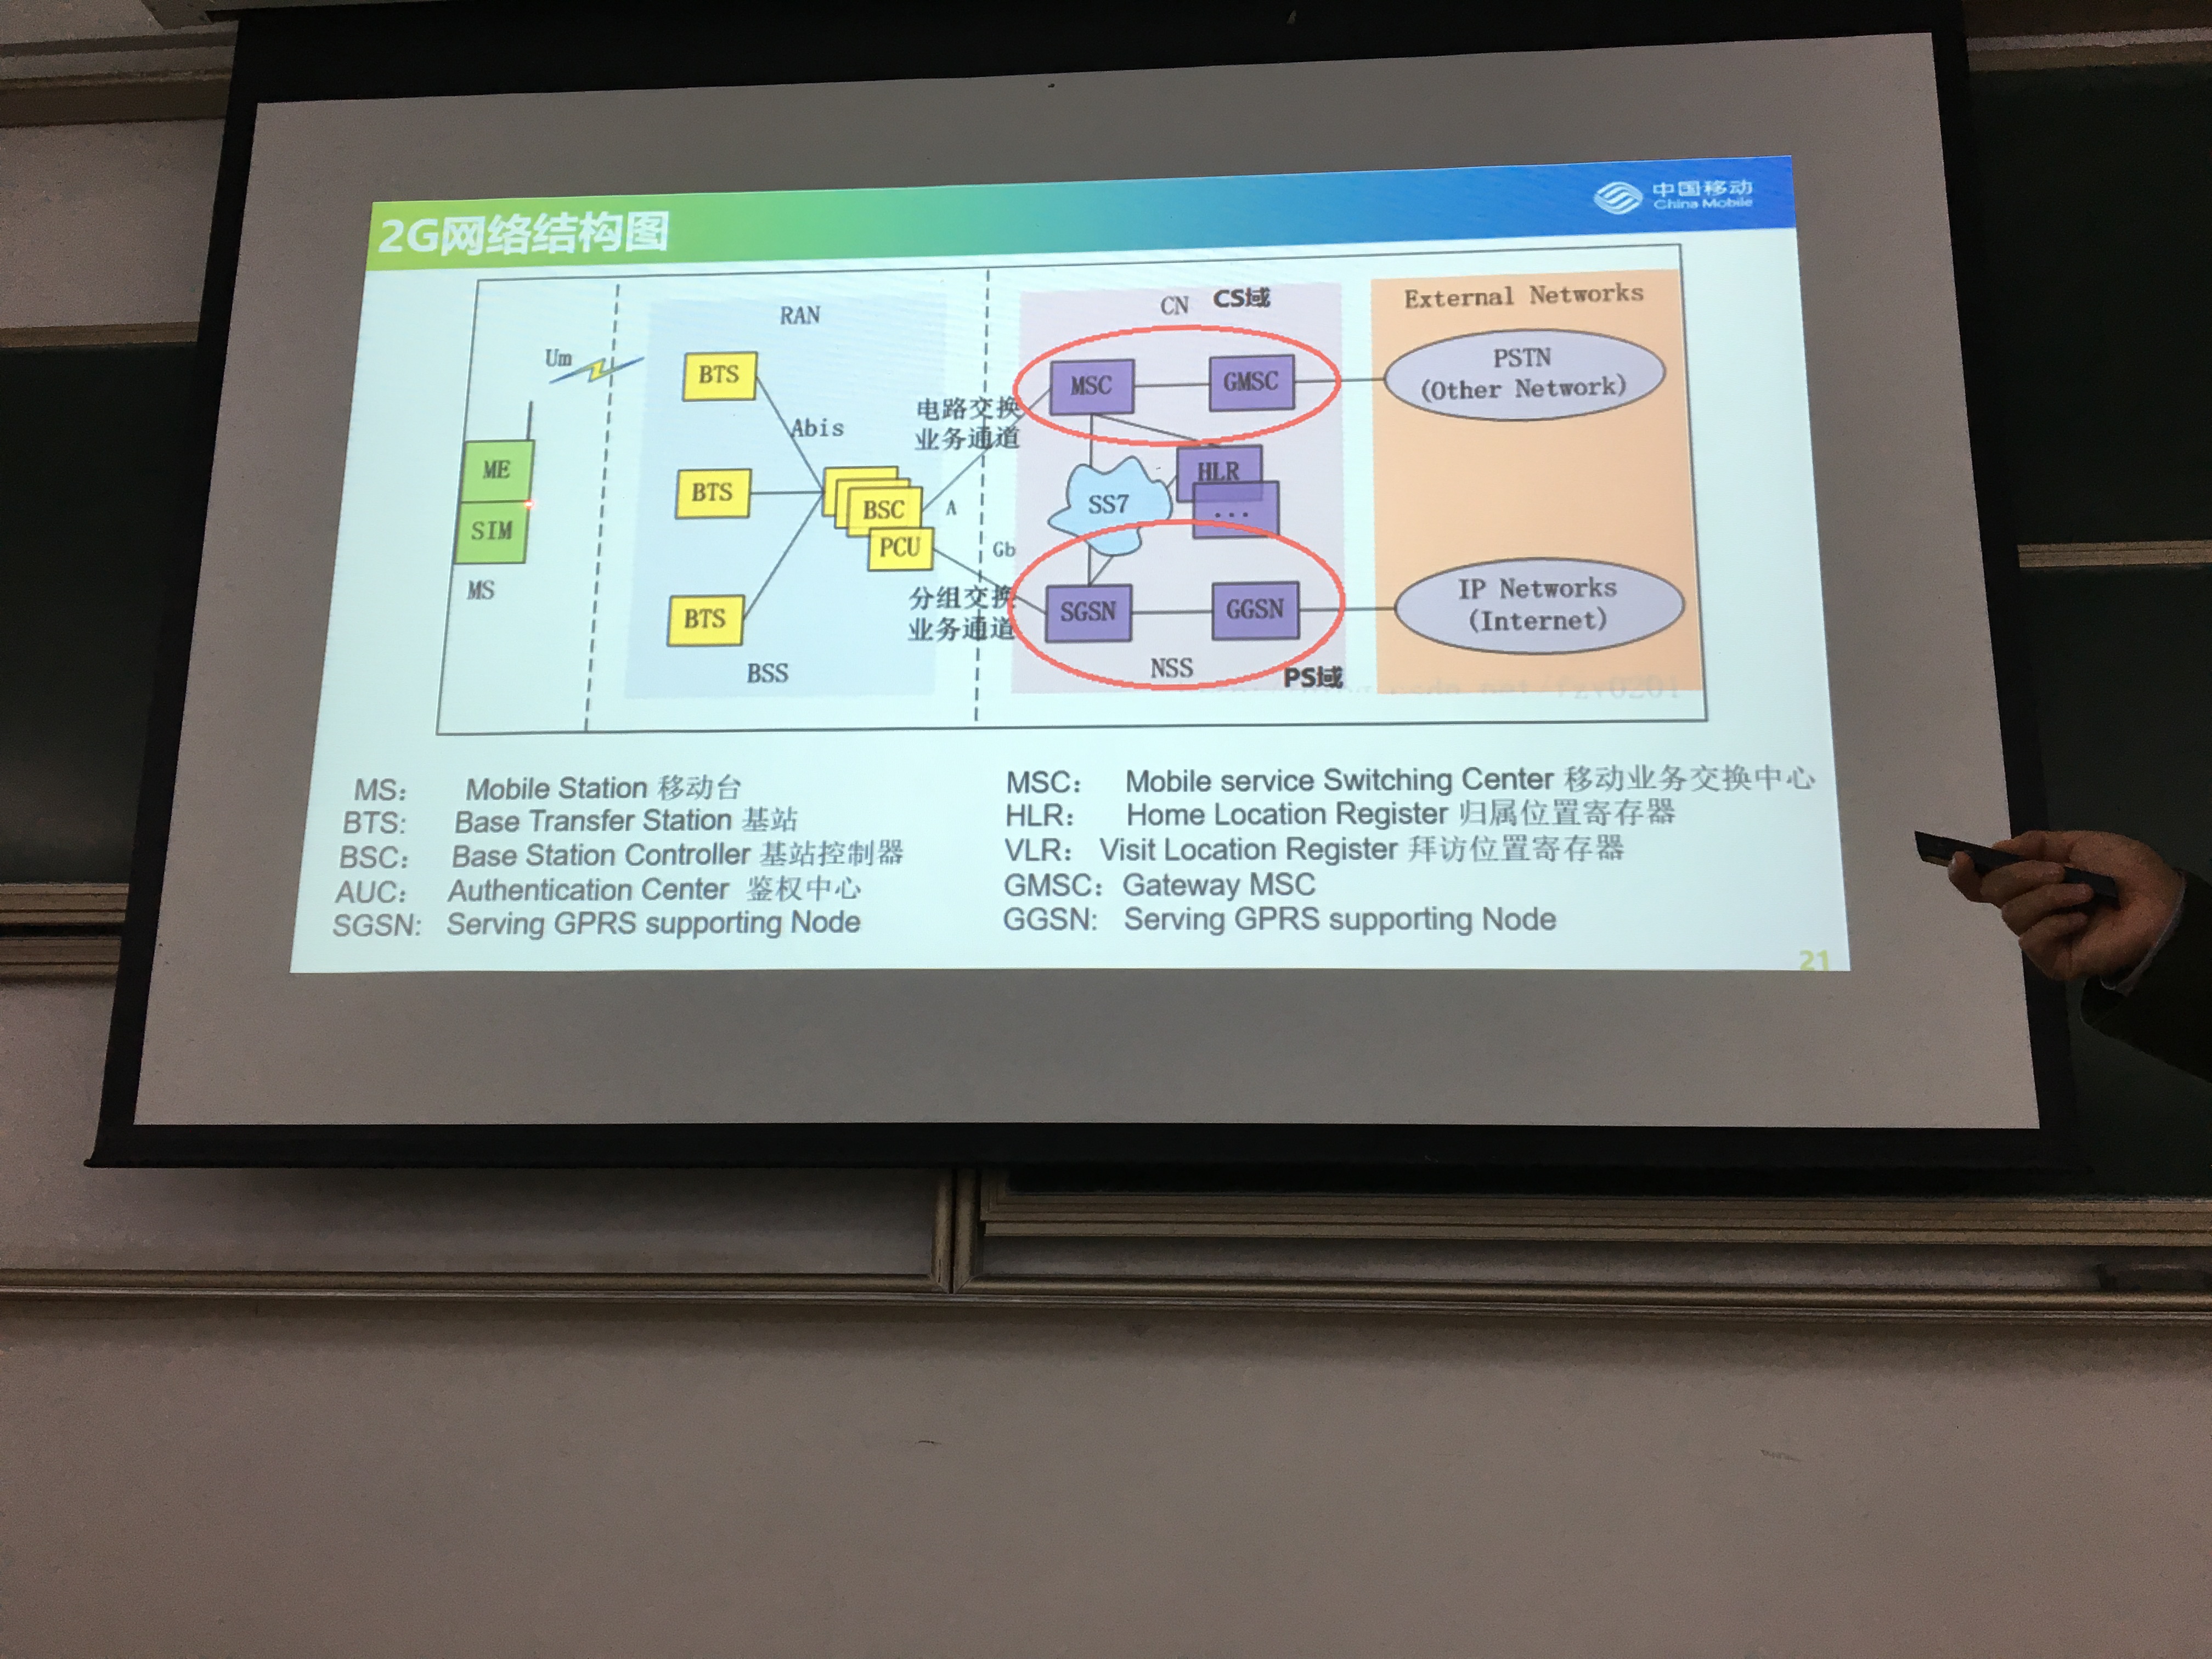 中国移动
China Mobile
2G网络结构图
RAN
CN CS域
External Networks
Um
BTS
MSC
GMSC
PSTN
(Other Network)
电路交换
业务通道
Abis
ME
SIM
MS
BTS
BSC
PCU
A
Gb
SS7
HLR
...
分组交换
业务通道
BTS
BSS
SGSN
GGSN
NSS
PS域
IP Networks
(Internet)
MS： Mobile Station 移动台
BTS: Base Transfer Station 基站
BSC： Base Station Controller 基站控制器
AUC： Authentication Center 鉴权中心
SGSN: Serving GPRS supporting Node
MSC： Mobile service Switching Center 移动业务交换中心
HLR： Home Location Register 归属位置寄存器
VLR： Visit Location Register 拜访位置寄存器
GMSC：Gateway MSC
GGSN: Serving GPRS supporting Node
21